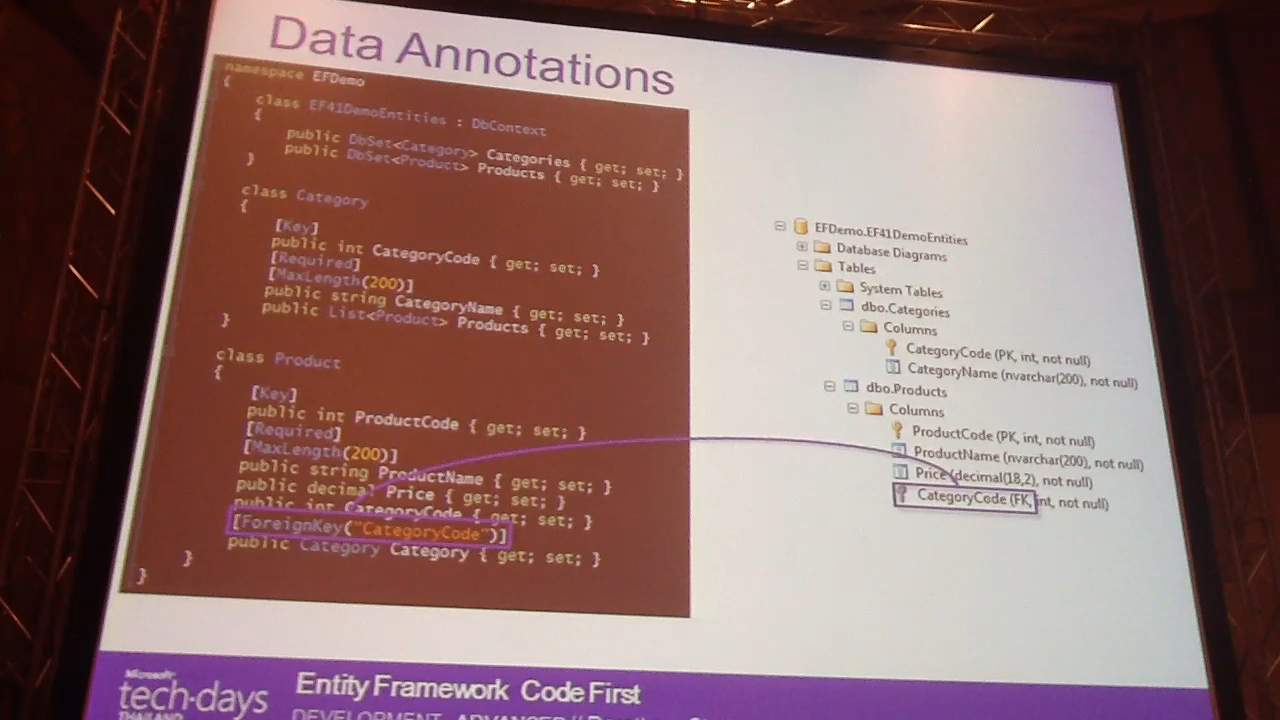 Data Annotations
namespace EFDemo
{
class EF41DemoEntities : DbContext
{
public DbSet<Category> Categories { get; set; }
public DbSet<Product> Products { get; set; }
}
class Category
{
[Key]
public int CategoryCode { get; set; }
[Required]
[MaxLength(200)]
public string CategoryName { get; set; }
public List<Product> Products { get; set; }
}
class Product
{
[Key]
public int ProductCode { get; set; }
[Required]
[MaxLength(200)]
public string ProductName { get; set; }
public decimal Price { get; set; }
public int CategoryCode { get; set; }
[ForeignKey("CategoryCode")]
public Category Category { get; set; }
}
}
EFDemo.EF41DemoEntities
Database Diagrams
Tables
System Tables
dbo.Categories
Columns
CategoryCode (PK, int, not null)
CategoryName (nvarchar(200), not null)
dbo.Products
Columns
ProductCode (PK, int, not null)
ProductName (nvarchar(200), not null)
Price (decimal(18,2), not null)
CategoryCode (FK, int, not null)
Microsoft
tech·days
THAILAND
Entity Framework Code First
DEVELOPMENT - ADVANCED //